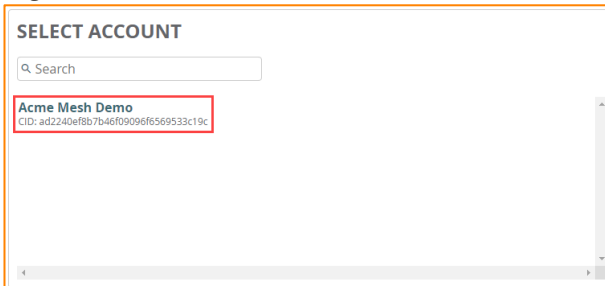 SELECT ACCOUNT
Search
Acme Mesh Demo
CID: ad2240ef8b7b46f09096f6569533c19c